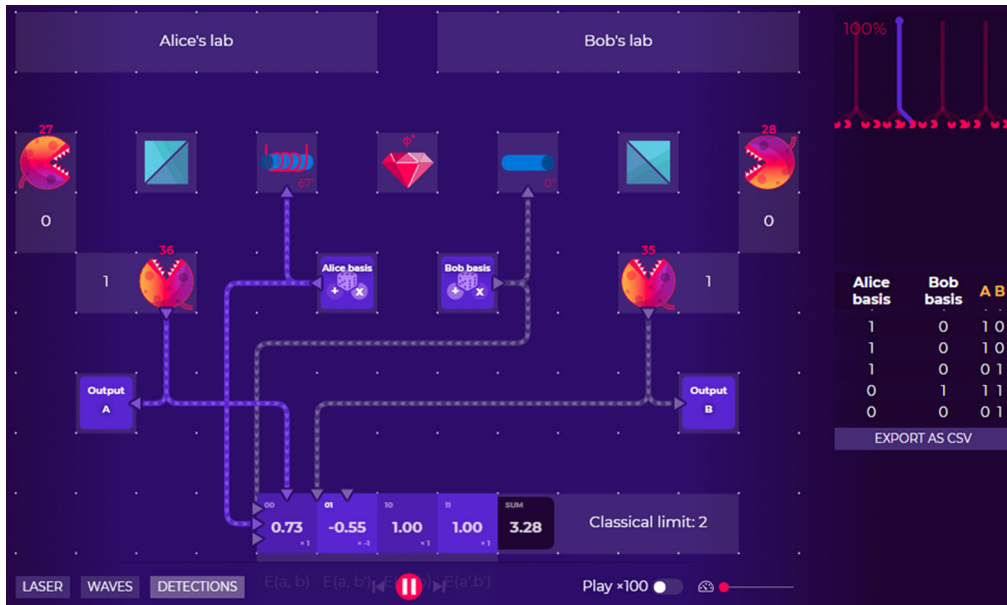 Alice's lab
Bob's lab
100%
27
28
φ+
67°
0°
0
0
36
35
1
1
Alice basis
+ x
Bob basis
+ x
Alice basis
Bob basis
A B
1 0 1 0
1 0 1 0
1 0 0 1
0 1 1 1
0 0 0 1
EXPORT AS CSV
Output
A
Output
B
00 01 10 11 SUM
0.73 -0.55 1.00 1.00 3.28
×1 ×-1 ×1 ×1
Classical limit: 2
E(a, b) E(a, b') E(a',b')
LASER WAVES DETECTIONS
Play ×100